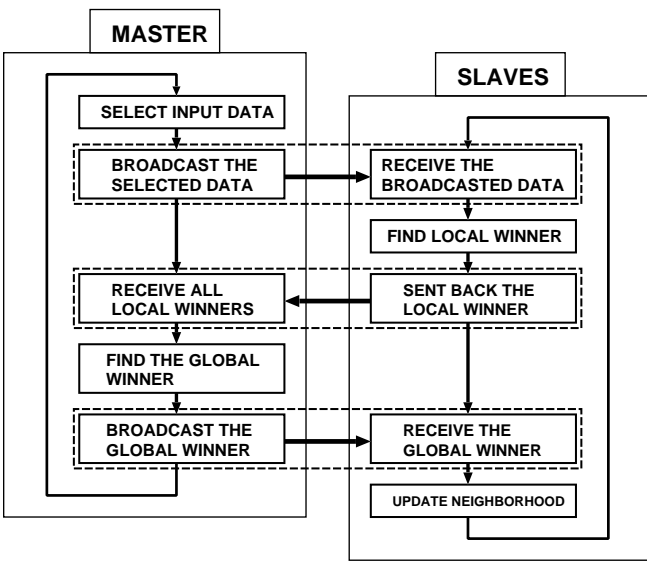 MASTER
SELECT INPUT DATA
BROADCAST THE
SELECTED DATA
RECEIVE ALL
LOCAL WINNERS
FIND THE GLOBAL
WINNER
BROADCAST THE
GLOBAL WINNER
SLAVES
RECEIVE THE
BROADCASTED DATA
FIND LOCAL WINNER
SENT BACK THE
LOCAL WINNER
RECEIVE THE
GLOBAL WINNER
UPDATE NEIGHBORHOOD